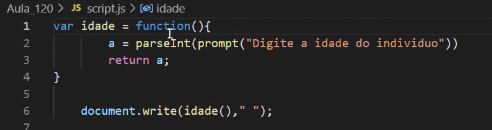 Aula_120 > JS script.js > idade
1 var idade = function(){
2 a = parseInt(prompt("Digite a idade do individuo"))
3 return a;
4 }
5
6 document.write(idade()," ");
7